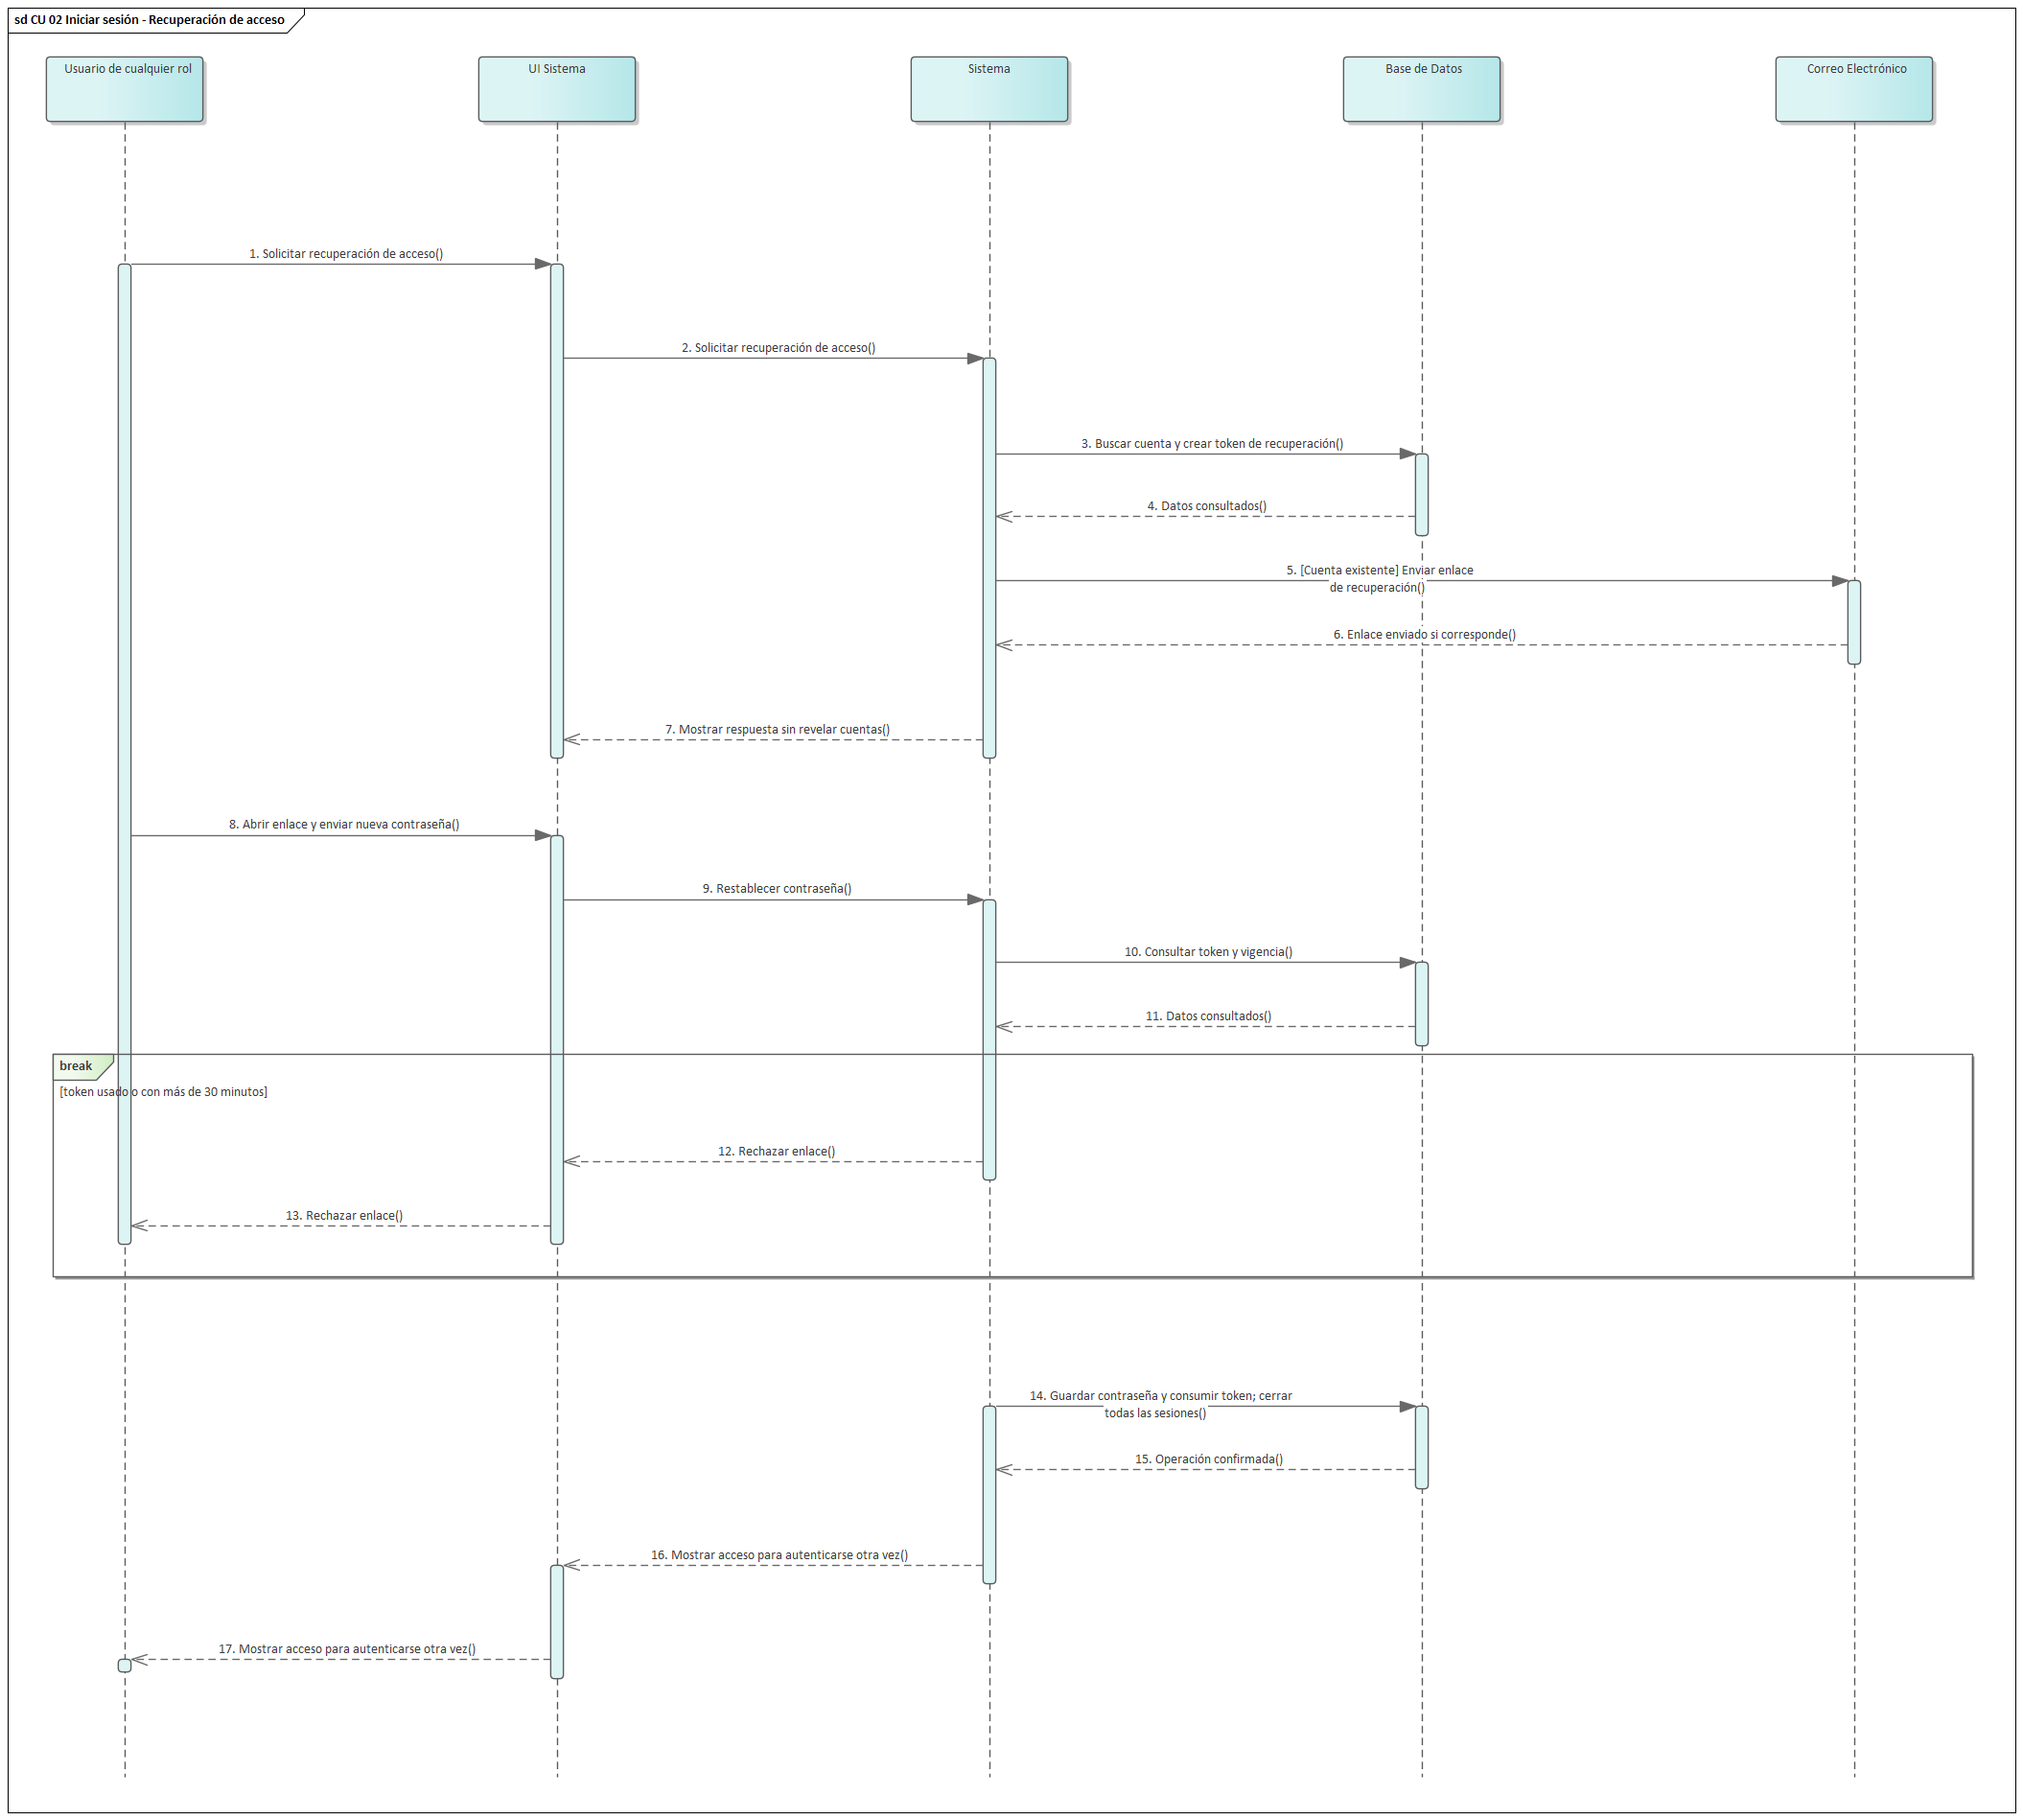 sd CU 02 Iniciar sesión - Recuperación de acceso
Usuario de cualquier rol
UI Sistema
Sistema
Base de Datos
Correo Electrónico
1. Solicitar recuperación de acceso()
2. Solicitar recuperación de acceso()
3. Buscar cuenta y crear token de recuperación()
4. Datos consultados()
5. [Cuenta existente] Enviar enlace
de recuperación()
6. Enlace enviado si corresponde()
7. Mostrar respuesta sin revelar cuentas()
8. Abrir enlace y enviar nueva contraseña()
9. Restablecer contraseña()
10. Consultar token y vigencia()
11. Datos consultados()
break
[token usado o con más de 30 minutos]
12. Rechazar enlace()
13. Rechazar enlace()
14. Guardar contraseña y consumir token; cerrar
todas las sesiones()
15. Operación confirmada()
16. Mostrar acceso para autenticarse otra vez()
17. Mostrar acceso para autenticarse otra vez()